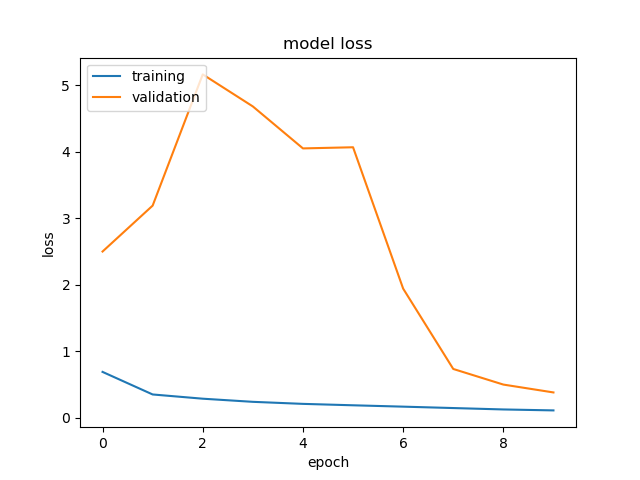 model loss
training
validation
5
4
3
2
1
0
loss
0 2 4 6 8
epoch